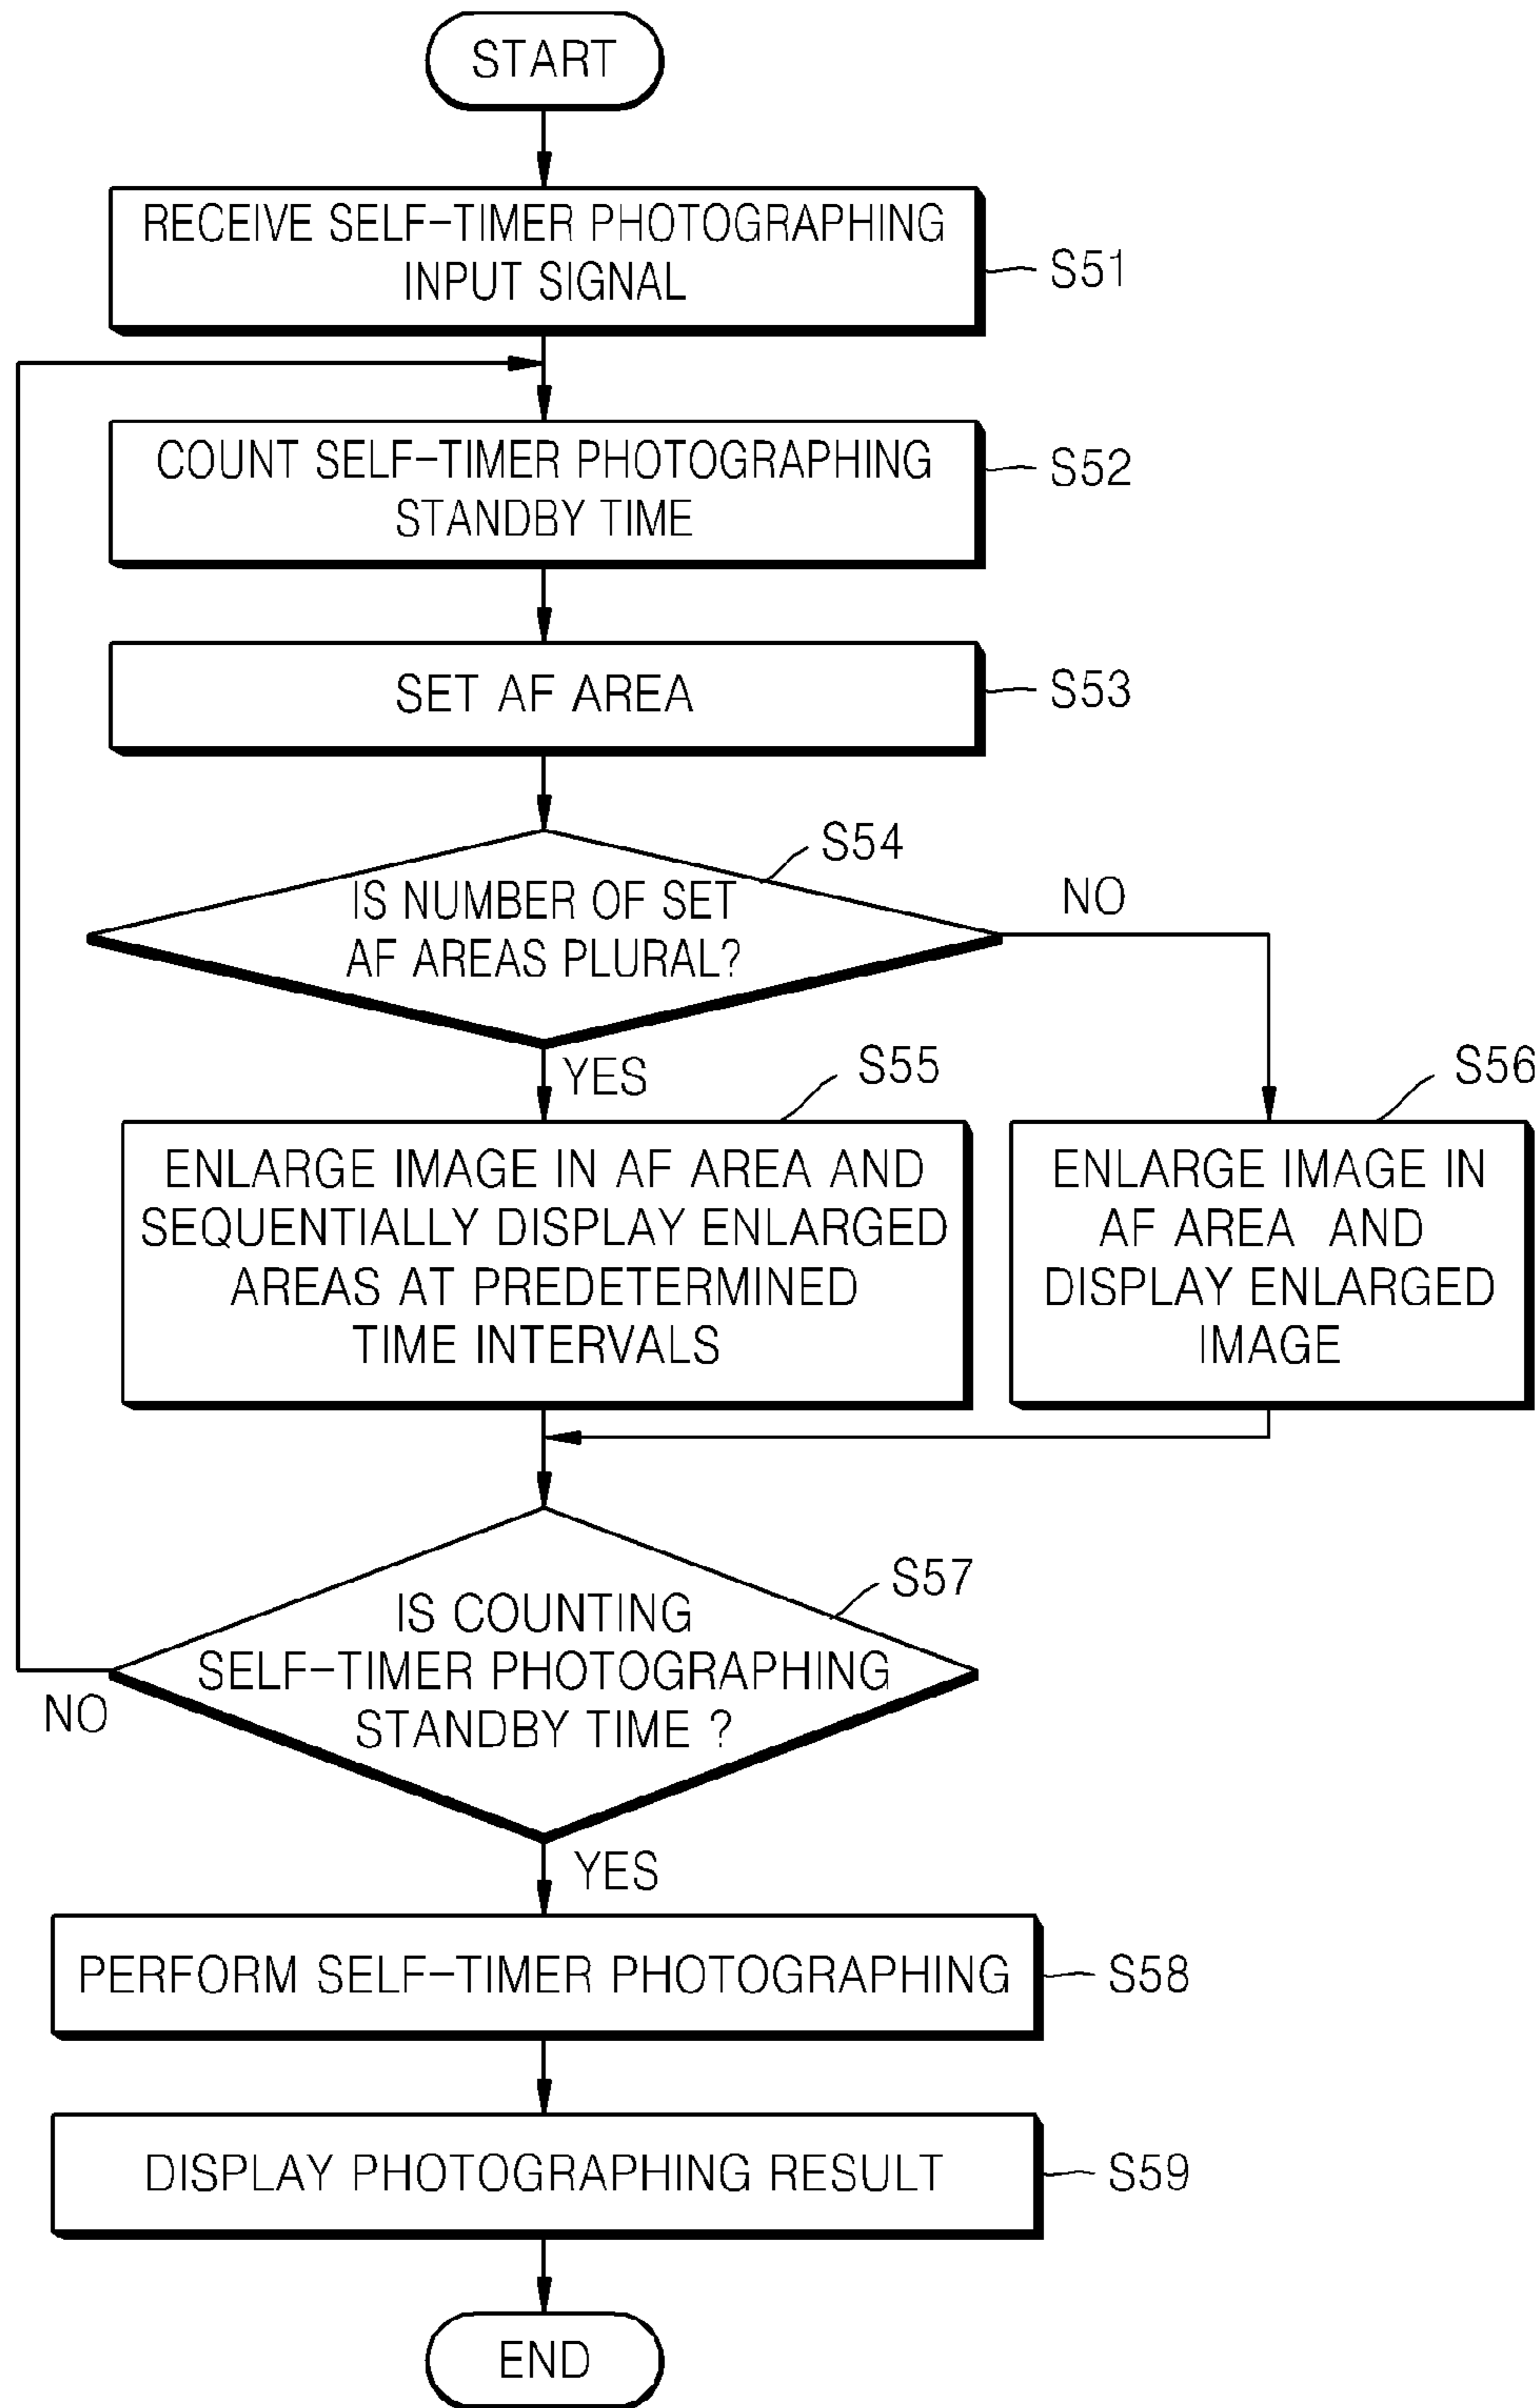 START
RECEIVE SELF-TIMER PHOTOGRAPHING
INPUT SIGNAL
S51
COUNT SELF-TIMER PHOTOGRAPHING
STANDBY TIME
S52
SET AF AREA
S53
S54
IS NUMBER OF SET
AF AREAS PLURAL?
NO
YES
S55
ENLARGE IMAGE IN AF AREA AND
SEQUENTIALLY DISPLAY ENLARGED
AREAS AT PREDETERMINED
TIME INTERVALS
S56
ENLARGE IMAGE IN
AF AREA AND
DISPLAY ENLARGED
IMAGE
S57
IS COUNTING
SELF-TIMER PHOTOGRAPHING
STANDBY TIME ?
NO
YES
PERFORM SELF-TIMER PHOTOGRAPHING
S58
DISPLAY PHOTOGRAPHING RESULT
S59
END